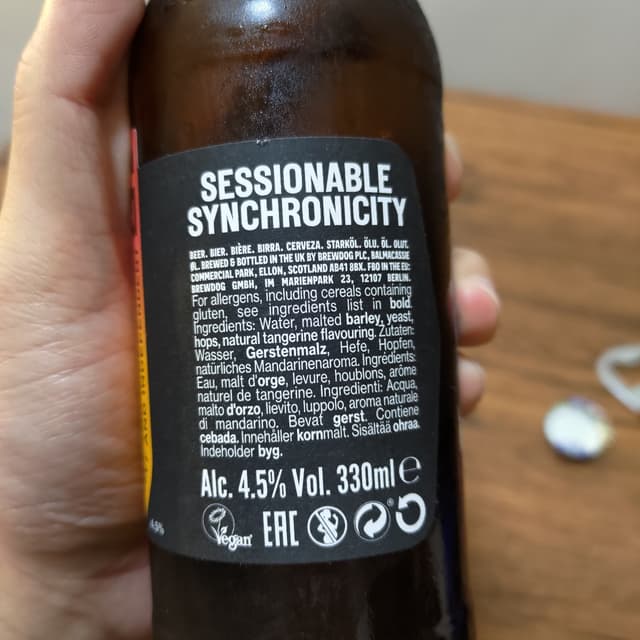 SESSIONABLE
SYNCHRONICITY
BEER. BIER. BIÈRE. BIRRA. CERVEZA. STARKÖL. ÕLU. ÖL. OLUT.
ØL. BREWED & BOTTLED IN THE UK BY BREWDOG PLC, BALMACASSIE
COMMERCIAL PARK, ELLON, SCOTLAND AB41 8BX. FBO IN THE EU:
BREWDOG GMBH, IM MARIENPARK 23, 12107 BERLIN.
For allergens, including cereals containing
gluten, see ingredients list in bold.
Ingredients: Water, malted barley, yeast,
hops, natural tangerine flavouring. Zutaten:
Wasser, Gerstenmalz, Hefe, Hopfen,
natürliches Mandarinenaroma. Ingrédients:
Eau, malt d'orge, levure, houblons, arôme
naturel de tangerine. Ingredienti: Acqua,
malto d'orzo, lievito, luppolo, aroma naturale
di mandarino. Bevat gerst. Contiene
cebada. Innehåller kornmalt. Sisältää ohraa.
Indeholder byg.
Alc. 4.5% Vol. 330ml e
Vegan EAC